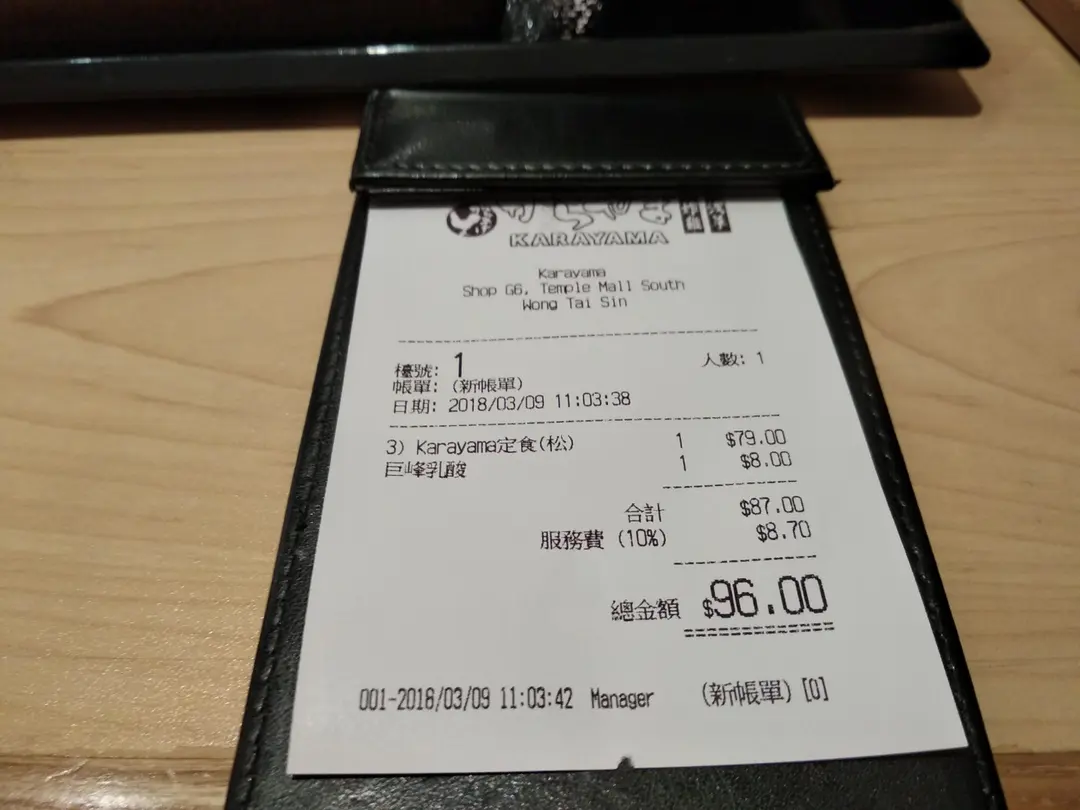 KARAYAMA
Karayama
Shop G6, Temple Mall South
Wong Tai Sin
檯號: 1 人數: 1
帳單: (新帳單)
日期: 2018/03/09 11:03:38
3) Karayama定食(松) 1 $79.00
巨峰乳酸 1 $8.00
合計 $87.00
服務費 (10%) $8.70
總金額 $96.00
001-2018/03/09 11:03:42 Manager (新帳單) [0]